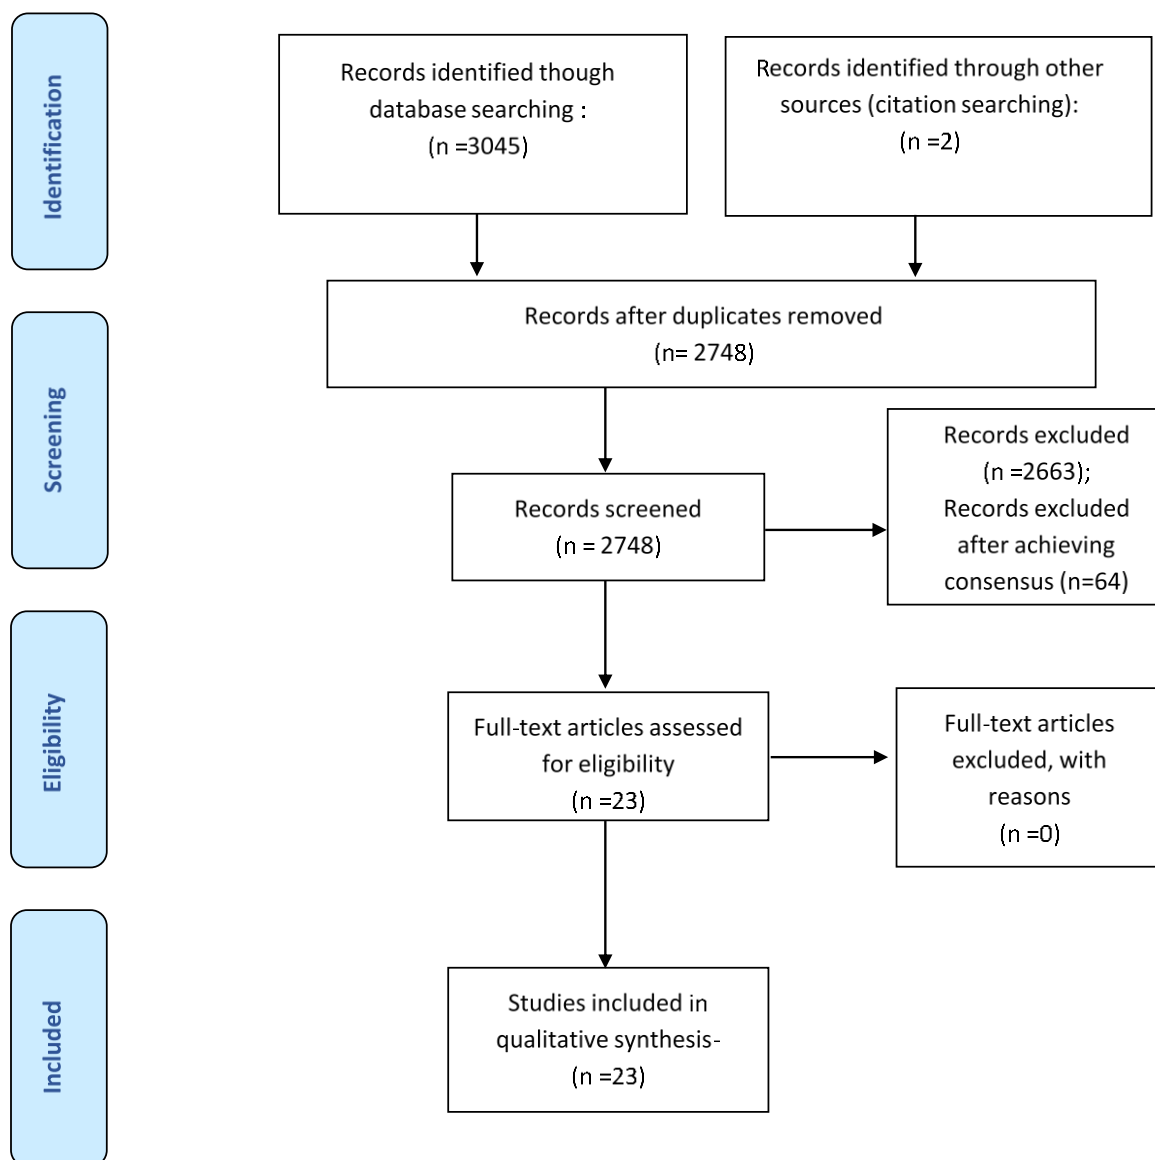 Identification
Records identified though
database searching :
(n =3045)
Records identified through other
sources (citation searching):
(n =2)
Records after duplicates removed
(n= 2748)
Screening
Records screened
(n = 2748)
Records excluded
(n =2663);
Records excluded
after achieving
consensus (n=64)
Eligibility
Full-text articles assessed
for eligibility
(n =23)
Full-text articles
excluded, with
reasons
(n =0)
Included
Studies included in
qualitative synthesis-
(n =23)